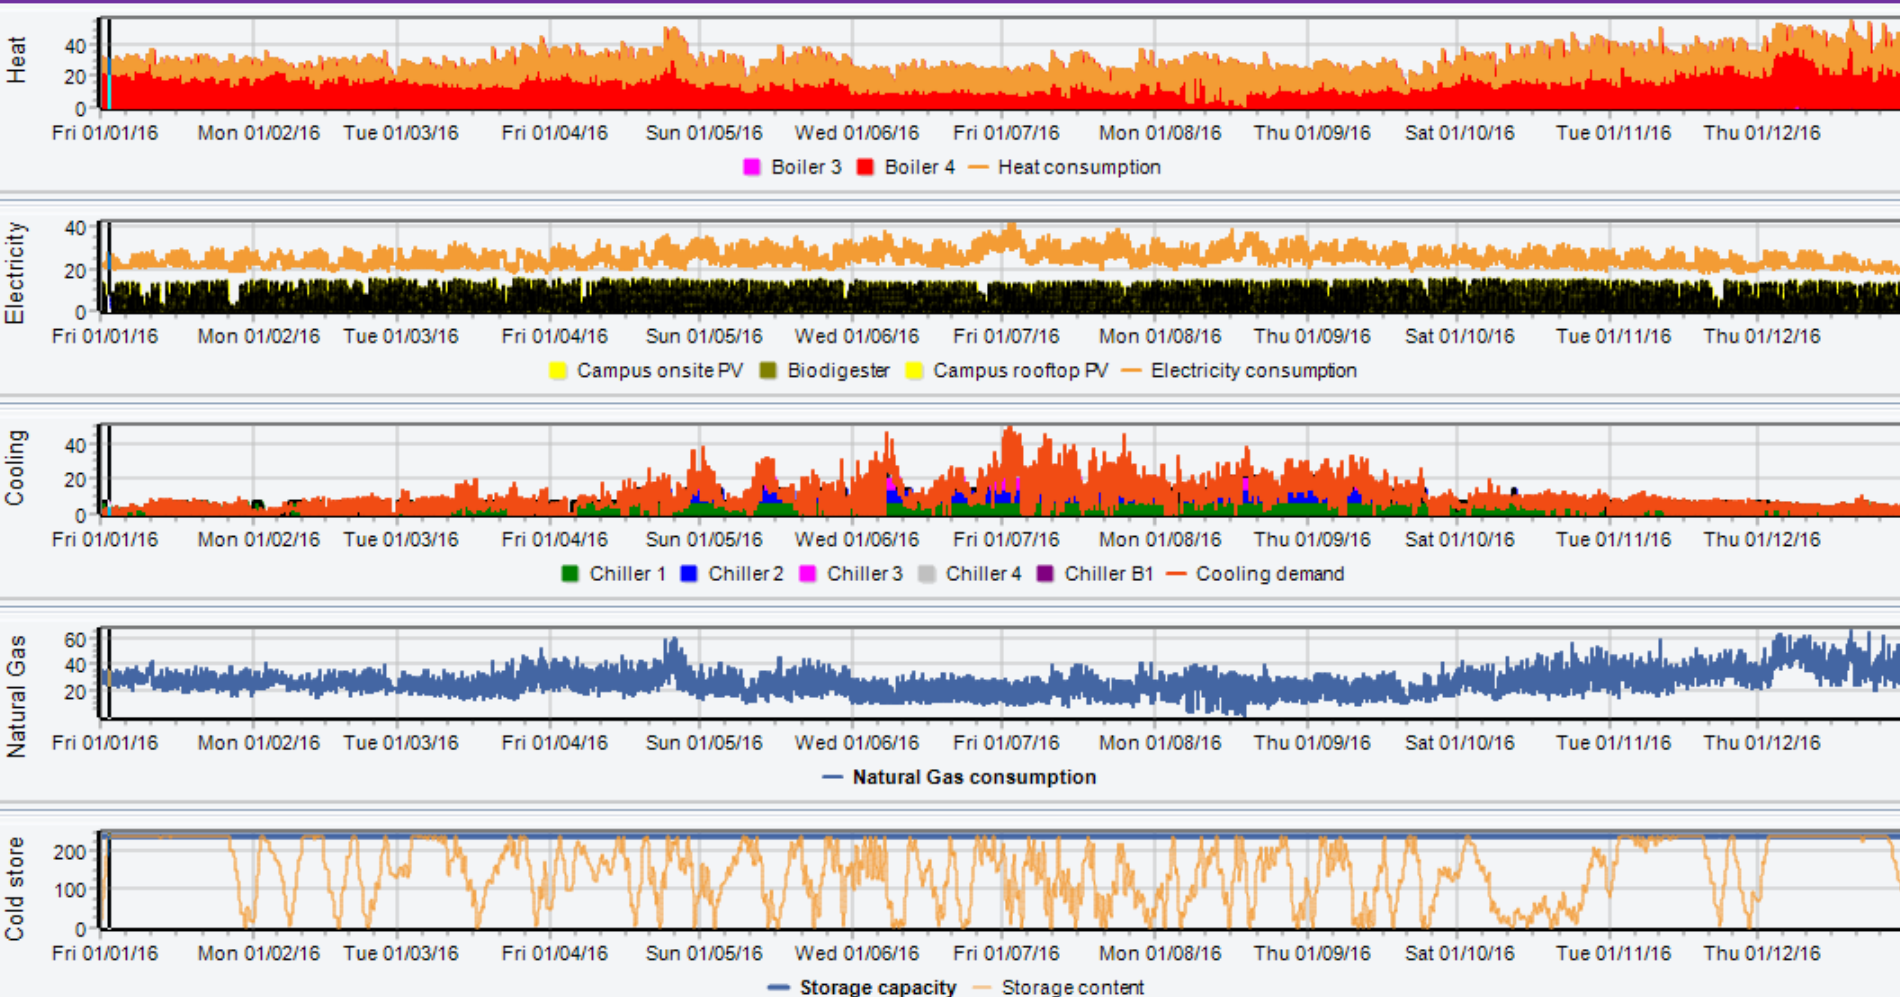 Heat
40
20
0
Fri 01/01/16 Mon 01/02/16 Tue 01/03/16 Fri 01/04/16 Sun 01/05/16 Wed 01/06/16 Fri 01/07/16 Mon 01/08/16 Thu 01/09/16 Sat 01/10/16 Tue 01/11/16 Thu 01/12/16
Boiler 3 Boiler 4 Heat consumption
Electricity
40
20
0
Fri 01/01/16 Mon 01/02/16 Tue 01/03/16 Fri 01/04/16 Sun 01/05/16 Wed 01/06/16 Fri 01/07/16 Mon 01/08/16 Thu 01/09/16 Sat 01/10/16 Tue 01/11/16 Thu 01/12/16
Campus onsite PV Biodigester Campus rooftop PV Electricity consumption
Cooling
40
20
0
Fri 01/01/16 Mon 01/02/16 Tue 01/03/16 Fri 01/04/16 Sun 01/05/16 Wed 01/06/16 Fri 01/07/16 Mon 01/08/16 Thu 01/09/16 Sat 01/10/16 Tue 01/11/16 Thu 01/12/16
Chiller 1 Chiller 2 Chiller 3 Chiller 4 Chiller B1 Cooling demand
Natural Gas
60
40
20
Fri 01/01/16 Mon 01/02/16 Tue 01/03/16 Fri 01/04/16 Sun 01/05/16 Wed 01/06/16 Fri 01/07/16 Mon 01/08/16 Thu 01/09/16 Sat 01/10/16 Tue 01/11/16 Thu 01/12/16
Natural Gas consumption
Cold store
200
100
0
Fri 01/01/16 Mon 01/02/16 Tue 01/03/16 Fri 01/04/16 Sun 01/05/16 Wed 01/06/16 Fri 01/07/16 Mon 01/08/16 Thu 01/09/16 Sat 01/10/16 Tue 01/11/16 Thu 01/12/16
Storage capacity Storage content